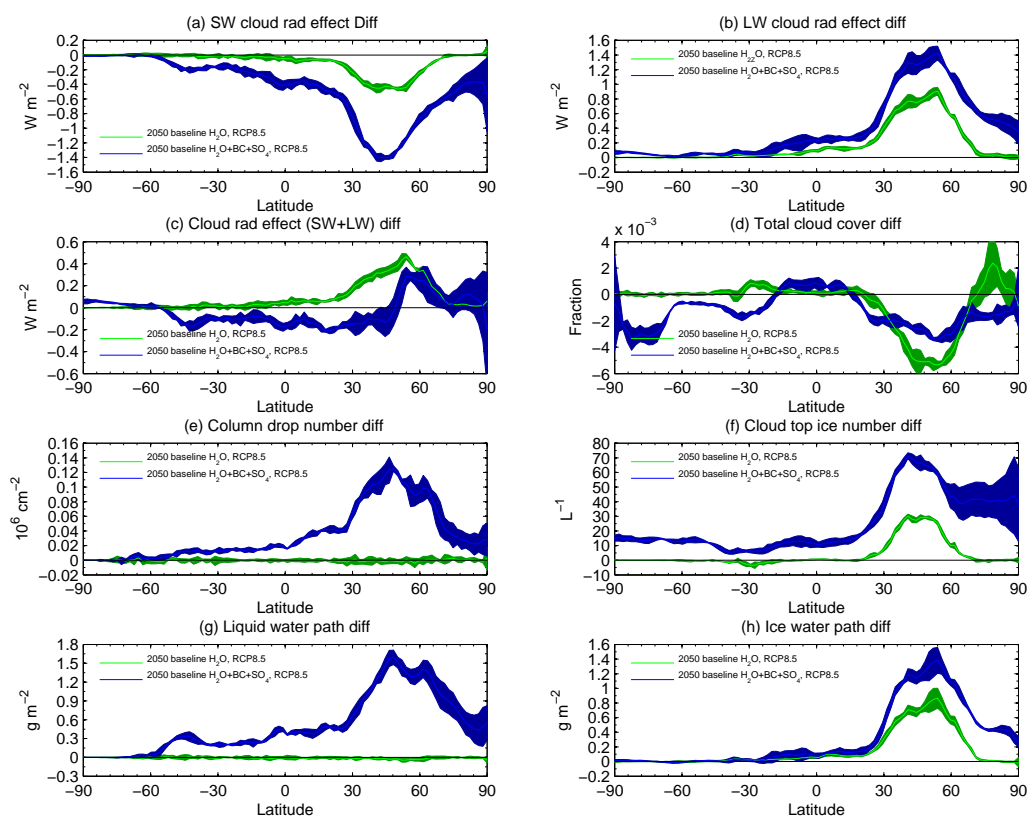 (a) SW cloud rad effect Diff
0.2
0
−0.2
−0.4
−0.6
−0.8
−1
−1.2
−1.4
−1.6
W m⁻²
2050 baseline H₂O, RCP8.5
2050 baseline H₂O+BC+SO₄, RCP8.5
−90 −60 −30 0 30 60 90
Latitude
(b) LW cloud rad effect diff
1.6
1.4
1.2
1
0.8
0.6
0.4
0.2
0
−0.2
W m⁻²
2050 baseline H₂₂O, RCP8.5
2050 baseline H₂O+BC+SO₄, RCP8.5
−90 −60 −30 0 30 60 90
Latitude
(c) Cloud rad effect (SW+LW) diff
0.6
0.4
0.2
0
−0.2
−0.4
−0.6
W m⁻²
2050 baseline H₂O, RCP8.5
2050 baseline H₂O+BC+SO₄, RCP8.5
−90 −60 −30 0 30 60 90
Latitude
(d) Total cloud cover diff
x 10⁻³
4
2
0
−2
−4
−6
Fraction
2050 baseline H₂O, RCP8.5
2050 baseline H₂O+BC+SO₄, RCP8.5
−90 −60 −30 0 30 60 90
Latitude
(e) Column drop number diff
0.16
0.14
0.12
0.1
0.08
0.06
0.04
0.02
0
−0.02
10⁶ cm⁻²
2050 baseline H₂O, RCP8.5
2050 baseline H₂O+BC+SO₄, RCP8.5
−90 −60 −30 0 30 60 90
Latitude
(f) Cloud top ice number diff
80
70
60
50
40
30
20
10
0
−10
L⁻¹
2050 baseline H₂O, RCP8.5
2050 baseline H₂O+BC+SO₄, RCP8.5
−90 −60 −30 0 30 60 90
Latitude
(g) Liquid water path diff
1.8
1.5
1.2
0.9
0.6
0.3
0
−0.3
g m⁻²
2050 baseline H₂O, RCP8.5
2050 baseline H₂O+BC+SO₄, RCP8.5
−90 −60 −30 0 30 60 90
Latitude
(h) Ice water path diff
1.6
1.4
1.2
1
0.8
0.6
0.4
0.2
0
−0.2
g m⁻²
2050 baseline H₂O, RCP8.5
2050 baseline H₂O+BC+SO₄, RCP8.5
−90 −60 −30 0 30 60 90
Latitude